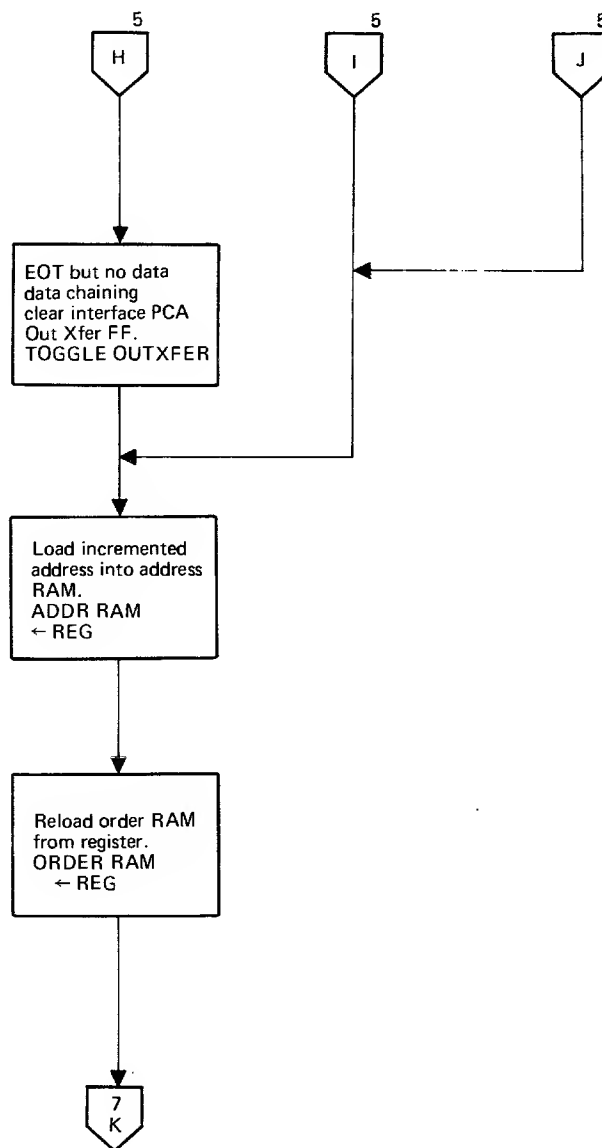 5
H
5
I
5
J
EOT but no data
data chaining
clear interface PCA
Out Xfer FF.
TOGGLE OUTXFER
Load incremented
address into address
RAM.
ADDR RAM
← REG
Reload order RAM
from register.
ORDER RAM
← REG
7
K